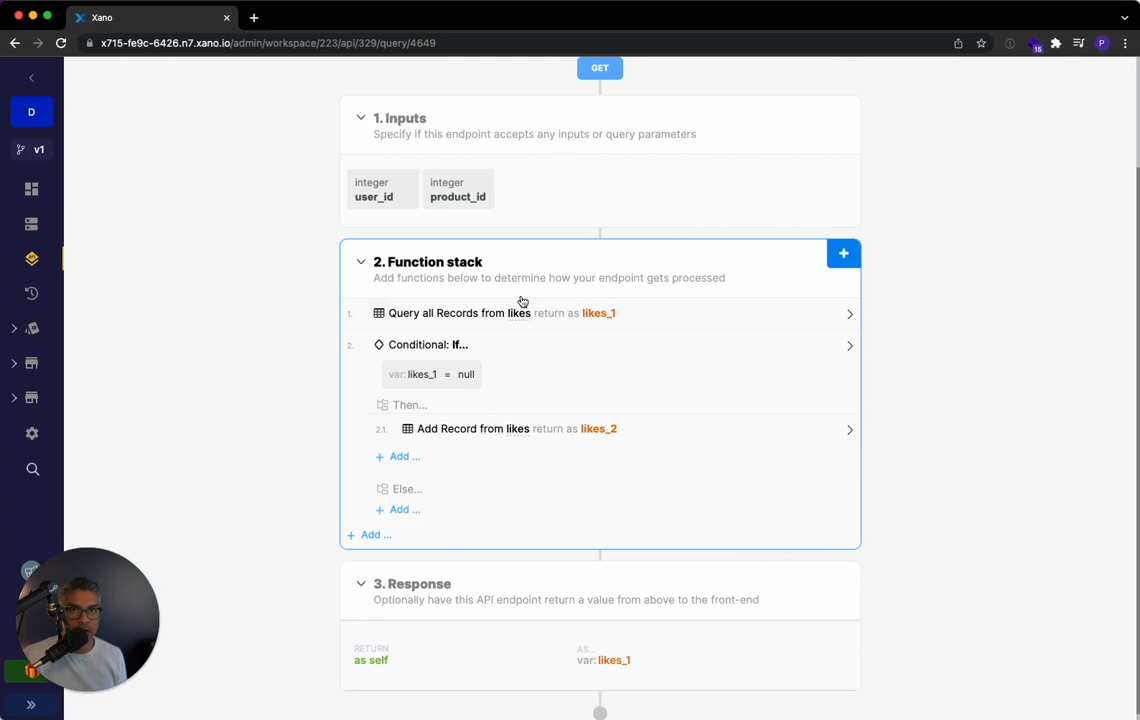 Xano
x715-fe9c-6426.n7.xano.io/admin/workspace/223/api/329/query/4649
15
P
D
v1
GET
1. Inputs
Specify if this endpoint accepts any inputs or query parameters
integer
user_id
integer
product_id
2. Function stack
Add functions below to determine how your endpoint gets processed
1. Query all Records from likes return as likes_1
2. Conditional: If...
var: likes_1 = null
Then...
2.1. Add Record from likes return as likes_2
+ Add ...
Else...
+ Add ...
+ Add ...
3. Response
Optionally have this API endpoint return a value from above to the front-end
RETURN
as self
AS...
var: likes_1